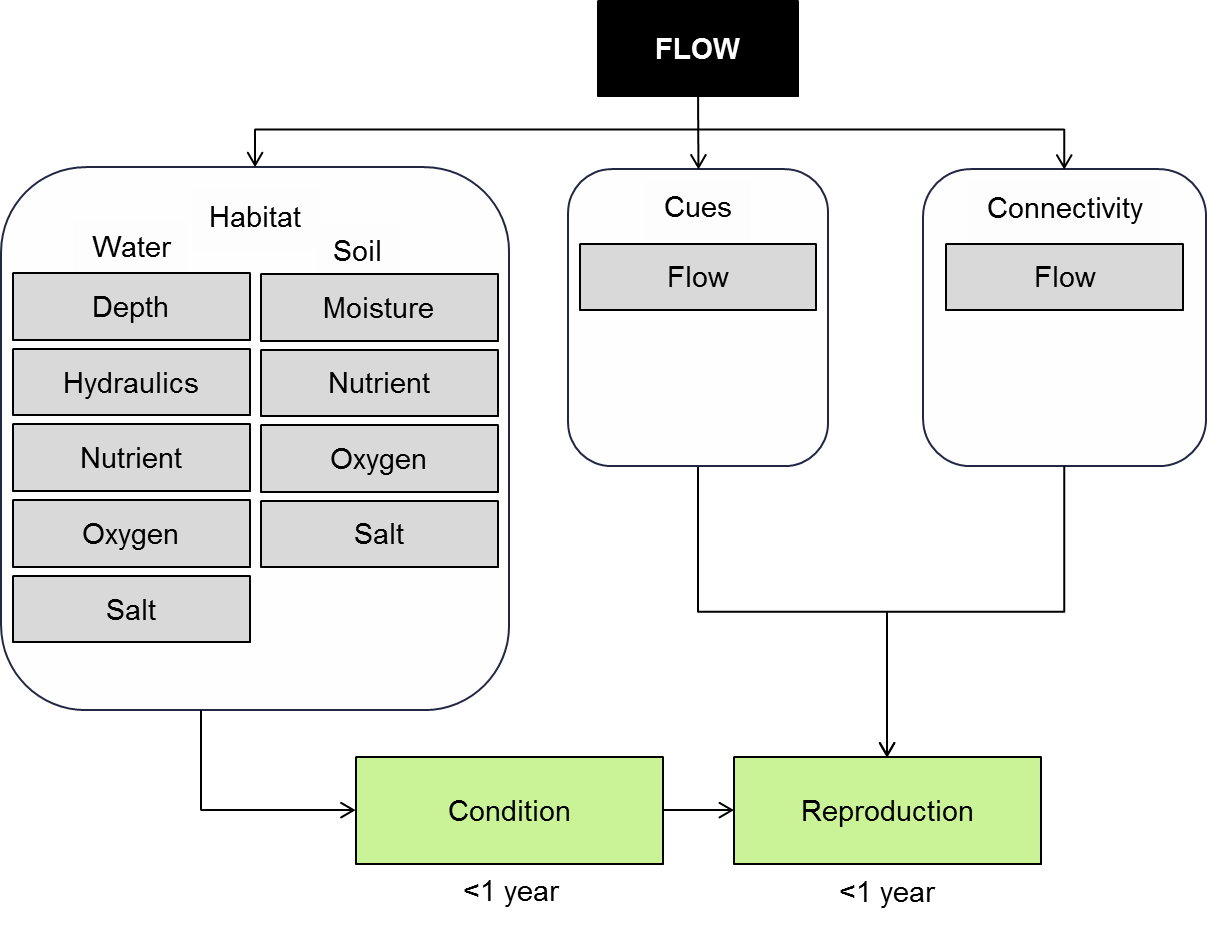 FLOW
Habitat
Water
Soil
Depth
Moisture
Hydraulics
Nutrient
Nutrient
Oxygen
Oxygen
Salt
Salt
Cues
Flow
Connectivity
Flow
Condition
Reproduction
<1 year
<1 year